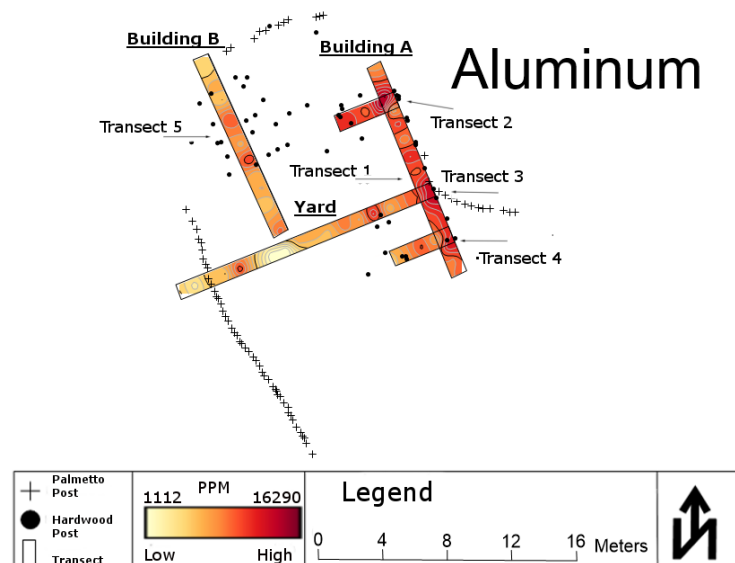 Building B
Building A
Aluminum
Transect 5
Transect 2
Transect 1
Transect 3
Yard
Transect 4
Palmetto
Post
Hardwood
Post
Transect
1112 PPM 16290
Low High
Legend
0 4 8 12 16 Meters
N